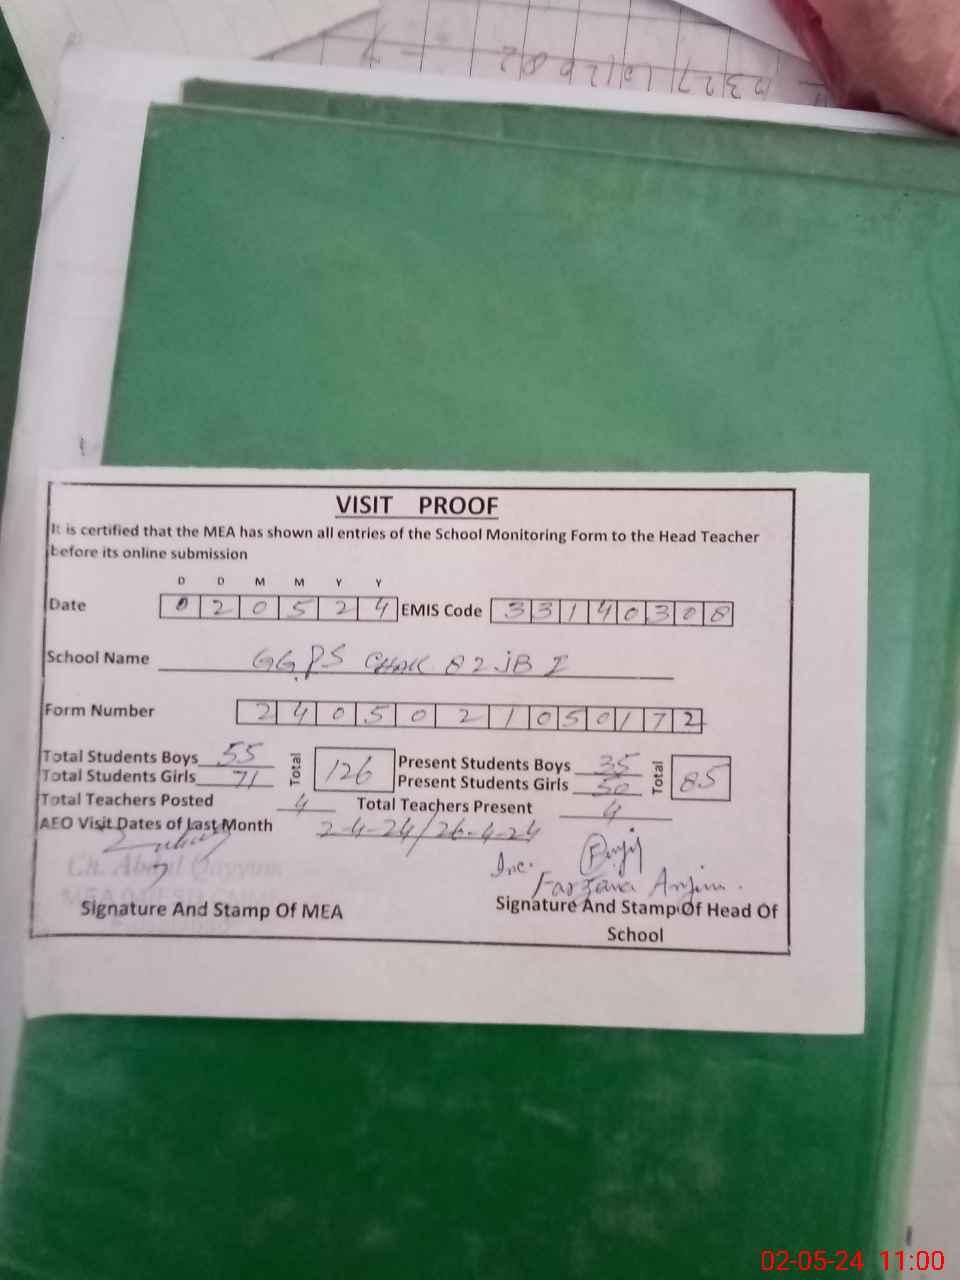 VISIT PROOF
It is certified that the MEA has shown all entries of the School Monitoring Form to the Head Teacher
before its online submission
D D M M Y Y
Date 0 2 0 5 2 4 EMIS Code 3 3 1 4 0 3 0 8
School Name GGPS CHAK 82 JB I
Form Number 2 4 0 5 0 2 1 0 5 0 1 7 2
Total Students Boys 55 Total 126 Present Students Boys 35 Total 85
Total Students Girls 71 Present Students Girls 50
Total Teachers Posted 4 Total Teachers Present 4
AEO Visit Dates of Last Month 2-4-24/26-4-24
Ch. Abdul Qayyum
Inc. Farzana Anjum.
Signature And Stamp Of MEA Signature And Stamp Of Head Of
School
02-05-24 11:00